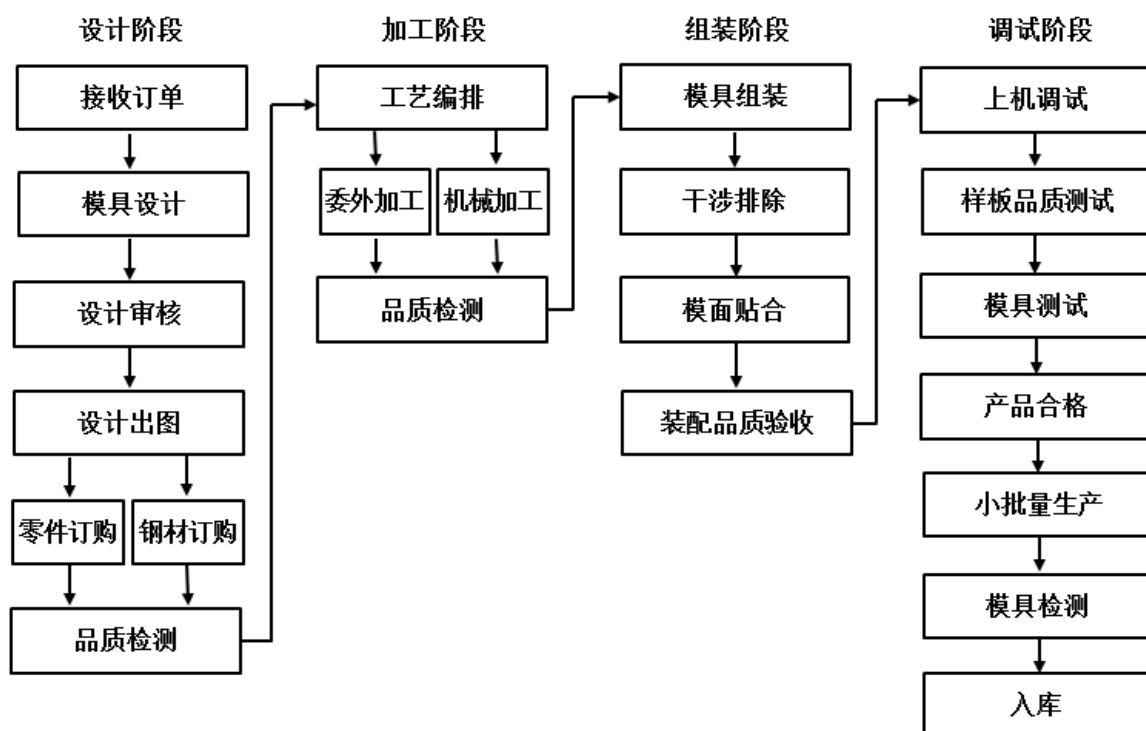 设计阶段
接收订单
模具设计
设计审核
设计出图
零件订购
钢材订购
品质检测
加工阶段
工艺编排
委外加工
机械加工
品质检测
组装阶段
模具组装
干涉排除
模面贴合
装配品质验收
调试阶段
上机调试
样板品质测试
模具测试
产品合格
小批量生产
模具检测
入库